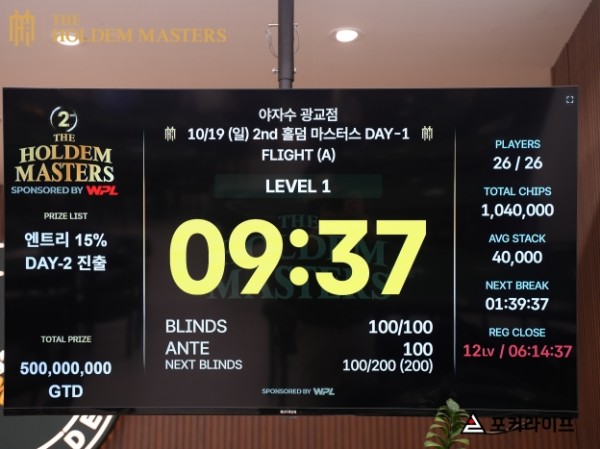 THE
HOLDEM MASTERS
2
THE
HOLDEM
MASTERS
SPONSORED BY WPL
PRIZE LIST
엔트리 15%
DAY-2 진출
TOTAL PRIZE
500,000,000
GTD
야자수 광교점
10/19 (일) 2nd 홀덤 마스터스 DAY-1
FLIGHT (A)
LEVEL 1
THE
HOLDEM
MASTERS
09:37
BLINDS 100/100
ANTE 100
NEXT BLINDS 100/200 (200)
SPONSORED BY WPL
PLAYERS
26 / 26
TOTAL CHIPS
1,040,000
AVG STACK
40,000
NEXT BREAK
01:39:37
REG CLOSE
12LV / 06:14:37
DE
포커라이프